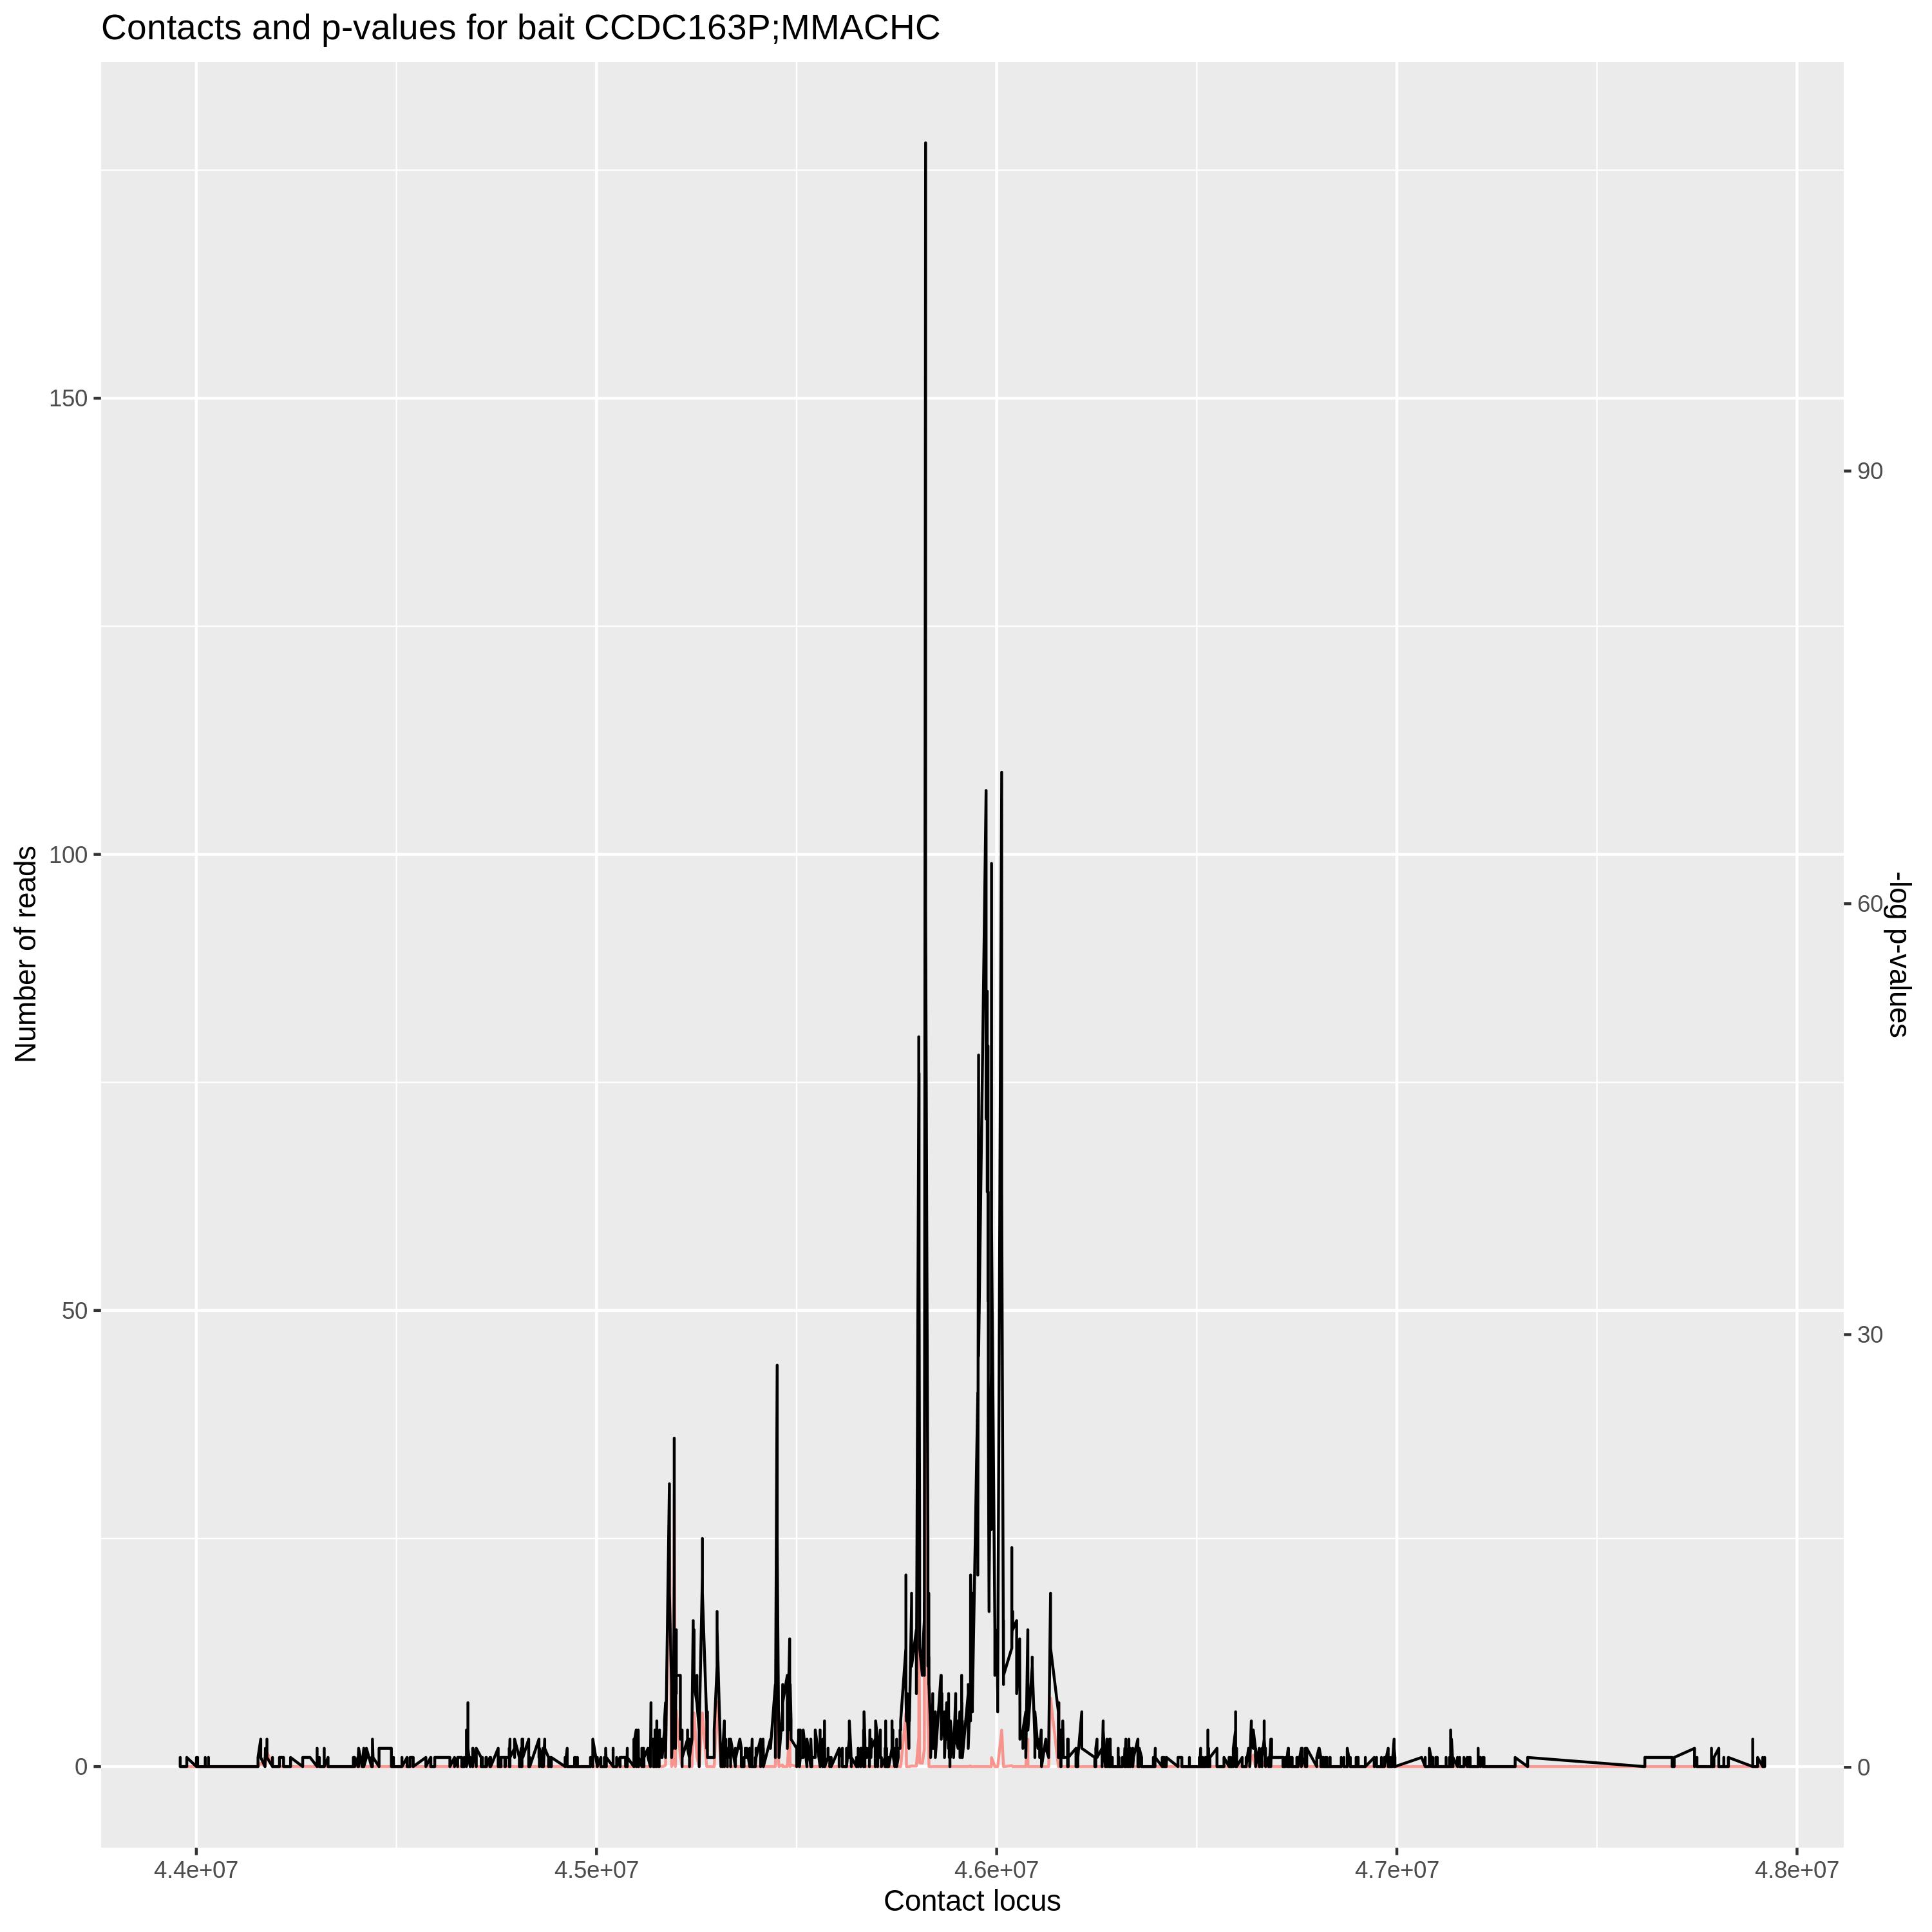 Contacts and p-values for bait CCDC163P;MMACHC
150
100
50
0
Number of reads
90
60
30
0
-log p-values
4.4e+07
4.5e+07
4.6e+07
4.7e+07
4.8e+07
Contact locus